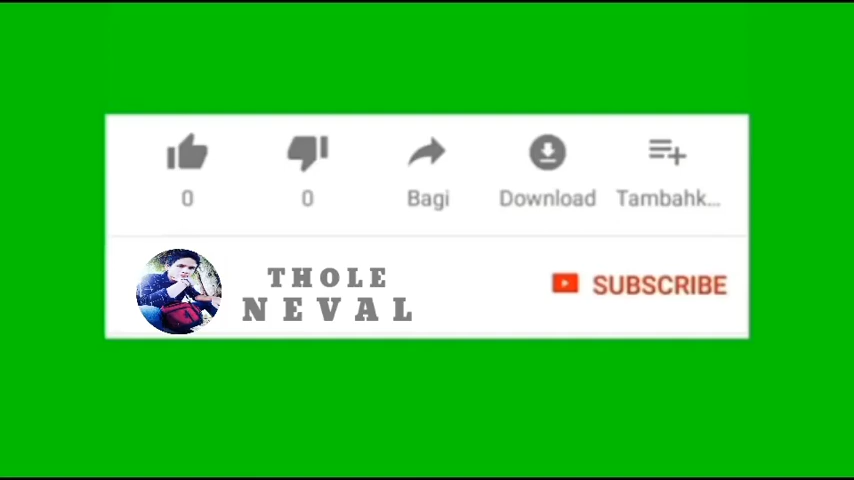 0 0 Bagi Download Tambahk...
THOLE
NEVAL
SUBSCRIBE